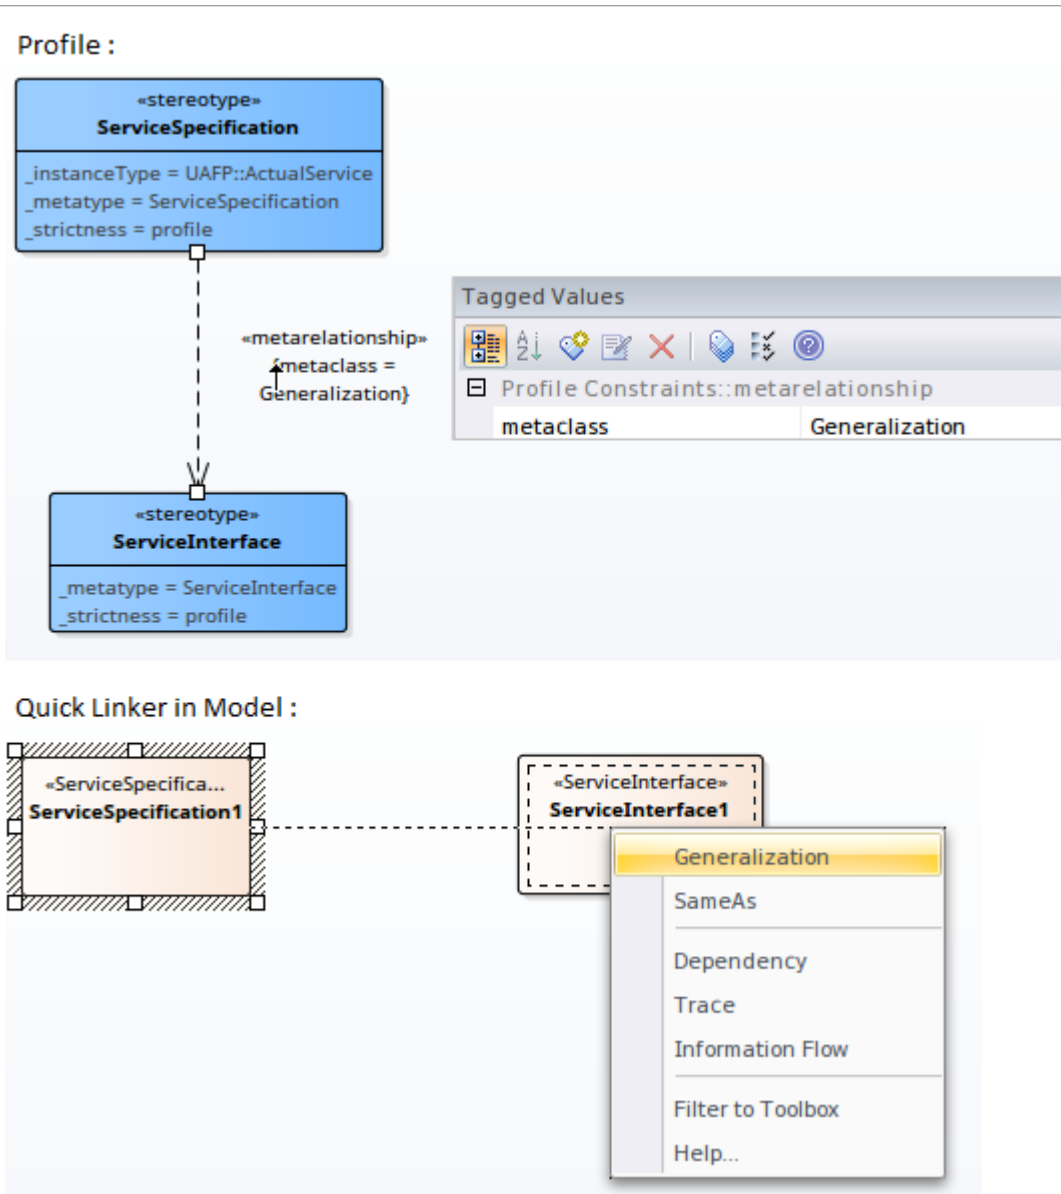 Profile :
«stereotype»
ServiceSpecification
_instanceType = UAFP::ActualService
_metatype = ServiceSpecification
_strictness = profile
«metarelationship»
{metaclass =
Generalization}
Tagged Values
Profile Constraints::metarelationship
metaclass Generalization
«stereotype»
ServiceInterface
_metatype = ServiceInterface
_strictness = profile
Quick Linker in Model :
«ServiceSpecifica...
ServiceSpecification1
«ServiceInterface»
ServiceInterface1
Generalization
SameAs
Dependency
Trace
Information Flow
Filter to Toolbox
Help...